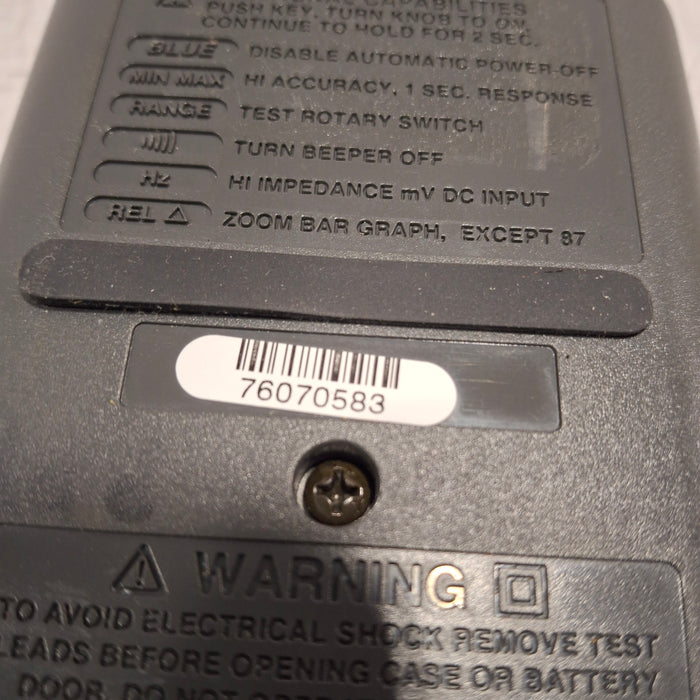 CAPABILITIES
PUSH KEY, TURN KNOB TO ON,
CONTINUE TO HOLD FOR 2 SEC.
BLUE DISABLE AUTOMATIC POWER-OFF
MIN MAX HI ACCURACY, 1 SEC. RESPONSE
RANGE TEST ROTARY SWITCH
TURN BEEPER OFF
Hz HI IMPEDANCE mV DC INPUT
REL △ ZOOM BAR GRAPH, EXCEPT 87
76070583
WARNING
TO AVOID ELECTRICAL SHOCK REMOVE TEST
LEADS BEFORE OPENING CASE OR BATTERY
DOOR. DO NOT